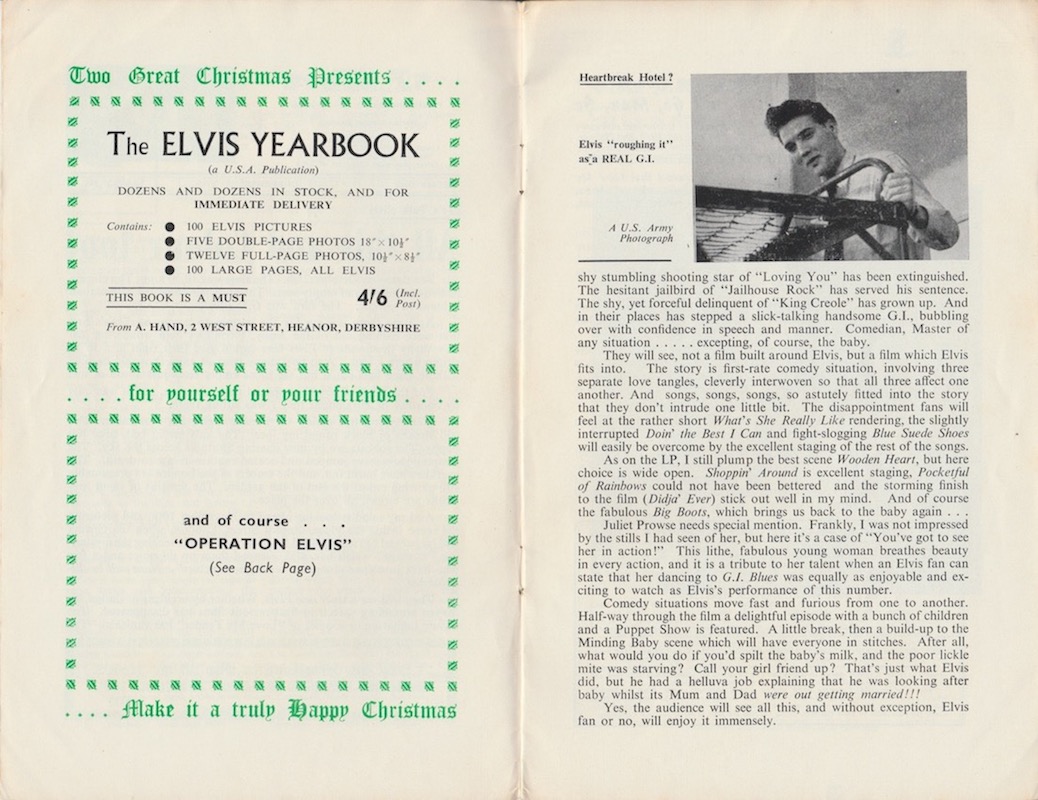 Two Great Christmas Presents . . . .
The ELVIS YEARBOOK
(a U.S.A. Publication)
DOZENS AND DOZENS IN STOCK, AND FOR
IMMEDIATE DELIVERY
Contains: ● 100 ELVIS PICTURES
● FIVE DOUBLE-PAGE PHOTOS 18″×10½″
● TWELVE FULL-PAGE PHOTOS, 10½″×8½″
● 100 LARGE PAGES, ALL ELVIS
THIS BOOK IS A MUST 4/6 (Incl. Post)
From A. HAND, 2 WEST STREET, HEANOR, DERBYSHIRE
. . . . for yourself or your friends . . . .
and of course . . .
“OPERATION ELVIS”
(See Back Page)
. . . . Make it a truly Happy Christmas
Heartbreak Hotel ?
Elvis “roughing it”
as a REAL G.I.
A U.S. Army
Photograph
shy stumbling shooting star of “Loving You” has been extinguished.
The hesitant jailbird of “Jailhouse Rock” has served his sentence.
The shy, yet forceful delinquent of “King Creole” has grown up. And
in their places has stepped a slick-talking handsome G.I., bubbling
over with confidence in speech and manner. Comedian, Master of
any situation . . . . . excepting, of course, the baby.
They will see, not a film built around Elvis, but a film which Elvis
fits into. The story is first-rate comedy situation, involving three
separate love tangles, cleverly interwoven so that all three affect one
another. And songs, songs, songs, so astutely fitted into the story
that they don’t intrude one little bit. The disappointment fans will
feel at the rather short What’s She Really Like rendering, the slightly
interrupted Doin’ the Best I Can and fight-slogging Blue Suede Shoes
will easily be overcome by the excellent staging of the rest of the songs.
As on the LP, I still plump the best scene Wooden Heart, but here
choice is wide open. Shoppin’ Around is excellent staging, Pocketful
of Rainbows could not have been bettered and the storming finish
to the film (Didja’ Ever) stick out well in my mind. And of course
the fabulous Big Boots, which brings us back to the baby again . . .
Juliet Prowse needs special mention. Frankly, I was not impressed
by the stills I had seen of her, but here it’s a case of “You’ve got to see
her in action!” This lithe, fabulous young woman breathes beauty
in every action, and it is a tribute to her talent when an Elvis fan can
state that her dancing to G.I. Blues was equally as enjoyable and ex-
citing to watch as Elvis’s performance of this number.
Comedy situations move fast and furious from one to another.
Half-way through the film a delightful episode with a bunch of children
and a Puppet Show is featured. A little break, then a build-up to the
Minding Baby scene which will have everyone in stitches. After all,
what would you do if you’d spilt the baby’s milk, and the poor lickle
mite was starving? Call your girl friend up? That’s just what Elvis
did, but he had a helluva job explaining that he was looking after
baby whilst its Mum and Dad were out getting married!!!
Yes, the audience will see all this, and without exception, Elvis
fan or no, will enjoy it immensely.